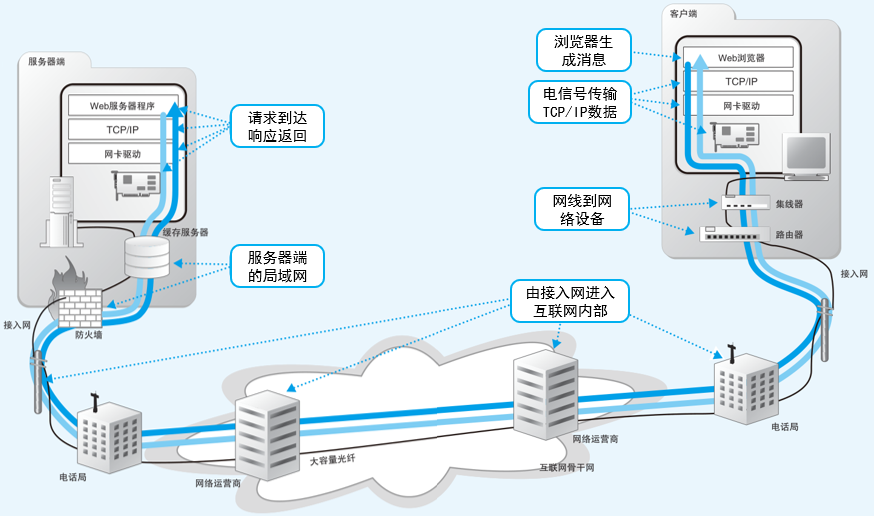 客户端
浏览器生
成消息
Web浏览器
TCP/IP
网卡驱动
电信号传输
TCP/IP数据
服务器端
Web服务器程序
TCP/IP
网卡驱动
请求到达
响应返回
网线到网
络设备
集线器
路由器
缓存服务器
服务器端
的局域网
接入网
由接入网进入
互联网内部
接入网
防火墙
电话局
网络运营商
大容量光纤
网络运营商
互联网骨干网
电话局